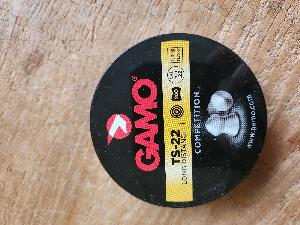 GAMO
TS-22
LONG DISTANCE
COMPETITION
www.gamo.com